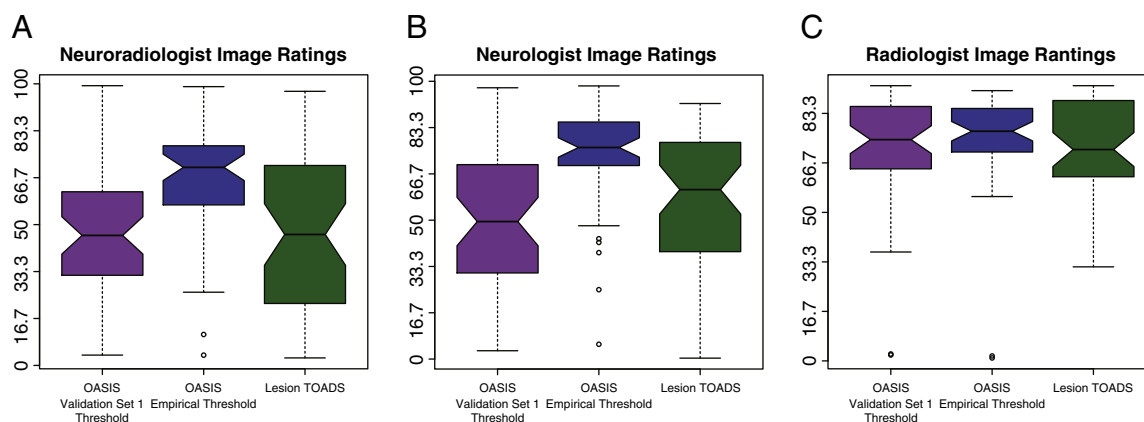 A
Neuroradiologist Image Ratings
100
83.3
66.7
50
33.3
16.7
0
OASIS
Validation Set 1
Threshold
OASIS
Empirical Threshold
Lesion TOADS
B
Neurologist Image Ratings
100
83.3
66.7
50
33.3
16.7
0
OASIS
Validation Set 1
Threshold
OASIS
Empirical Threshold
Lesion TOADS
C
Radiologist Image Rantings
83.3
66.7
50
33.3
16.7
0
OASIS
Validation Set 1
Threshold
OASIS
Empirical Threshold
Lesion TOADS